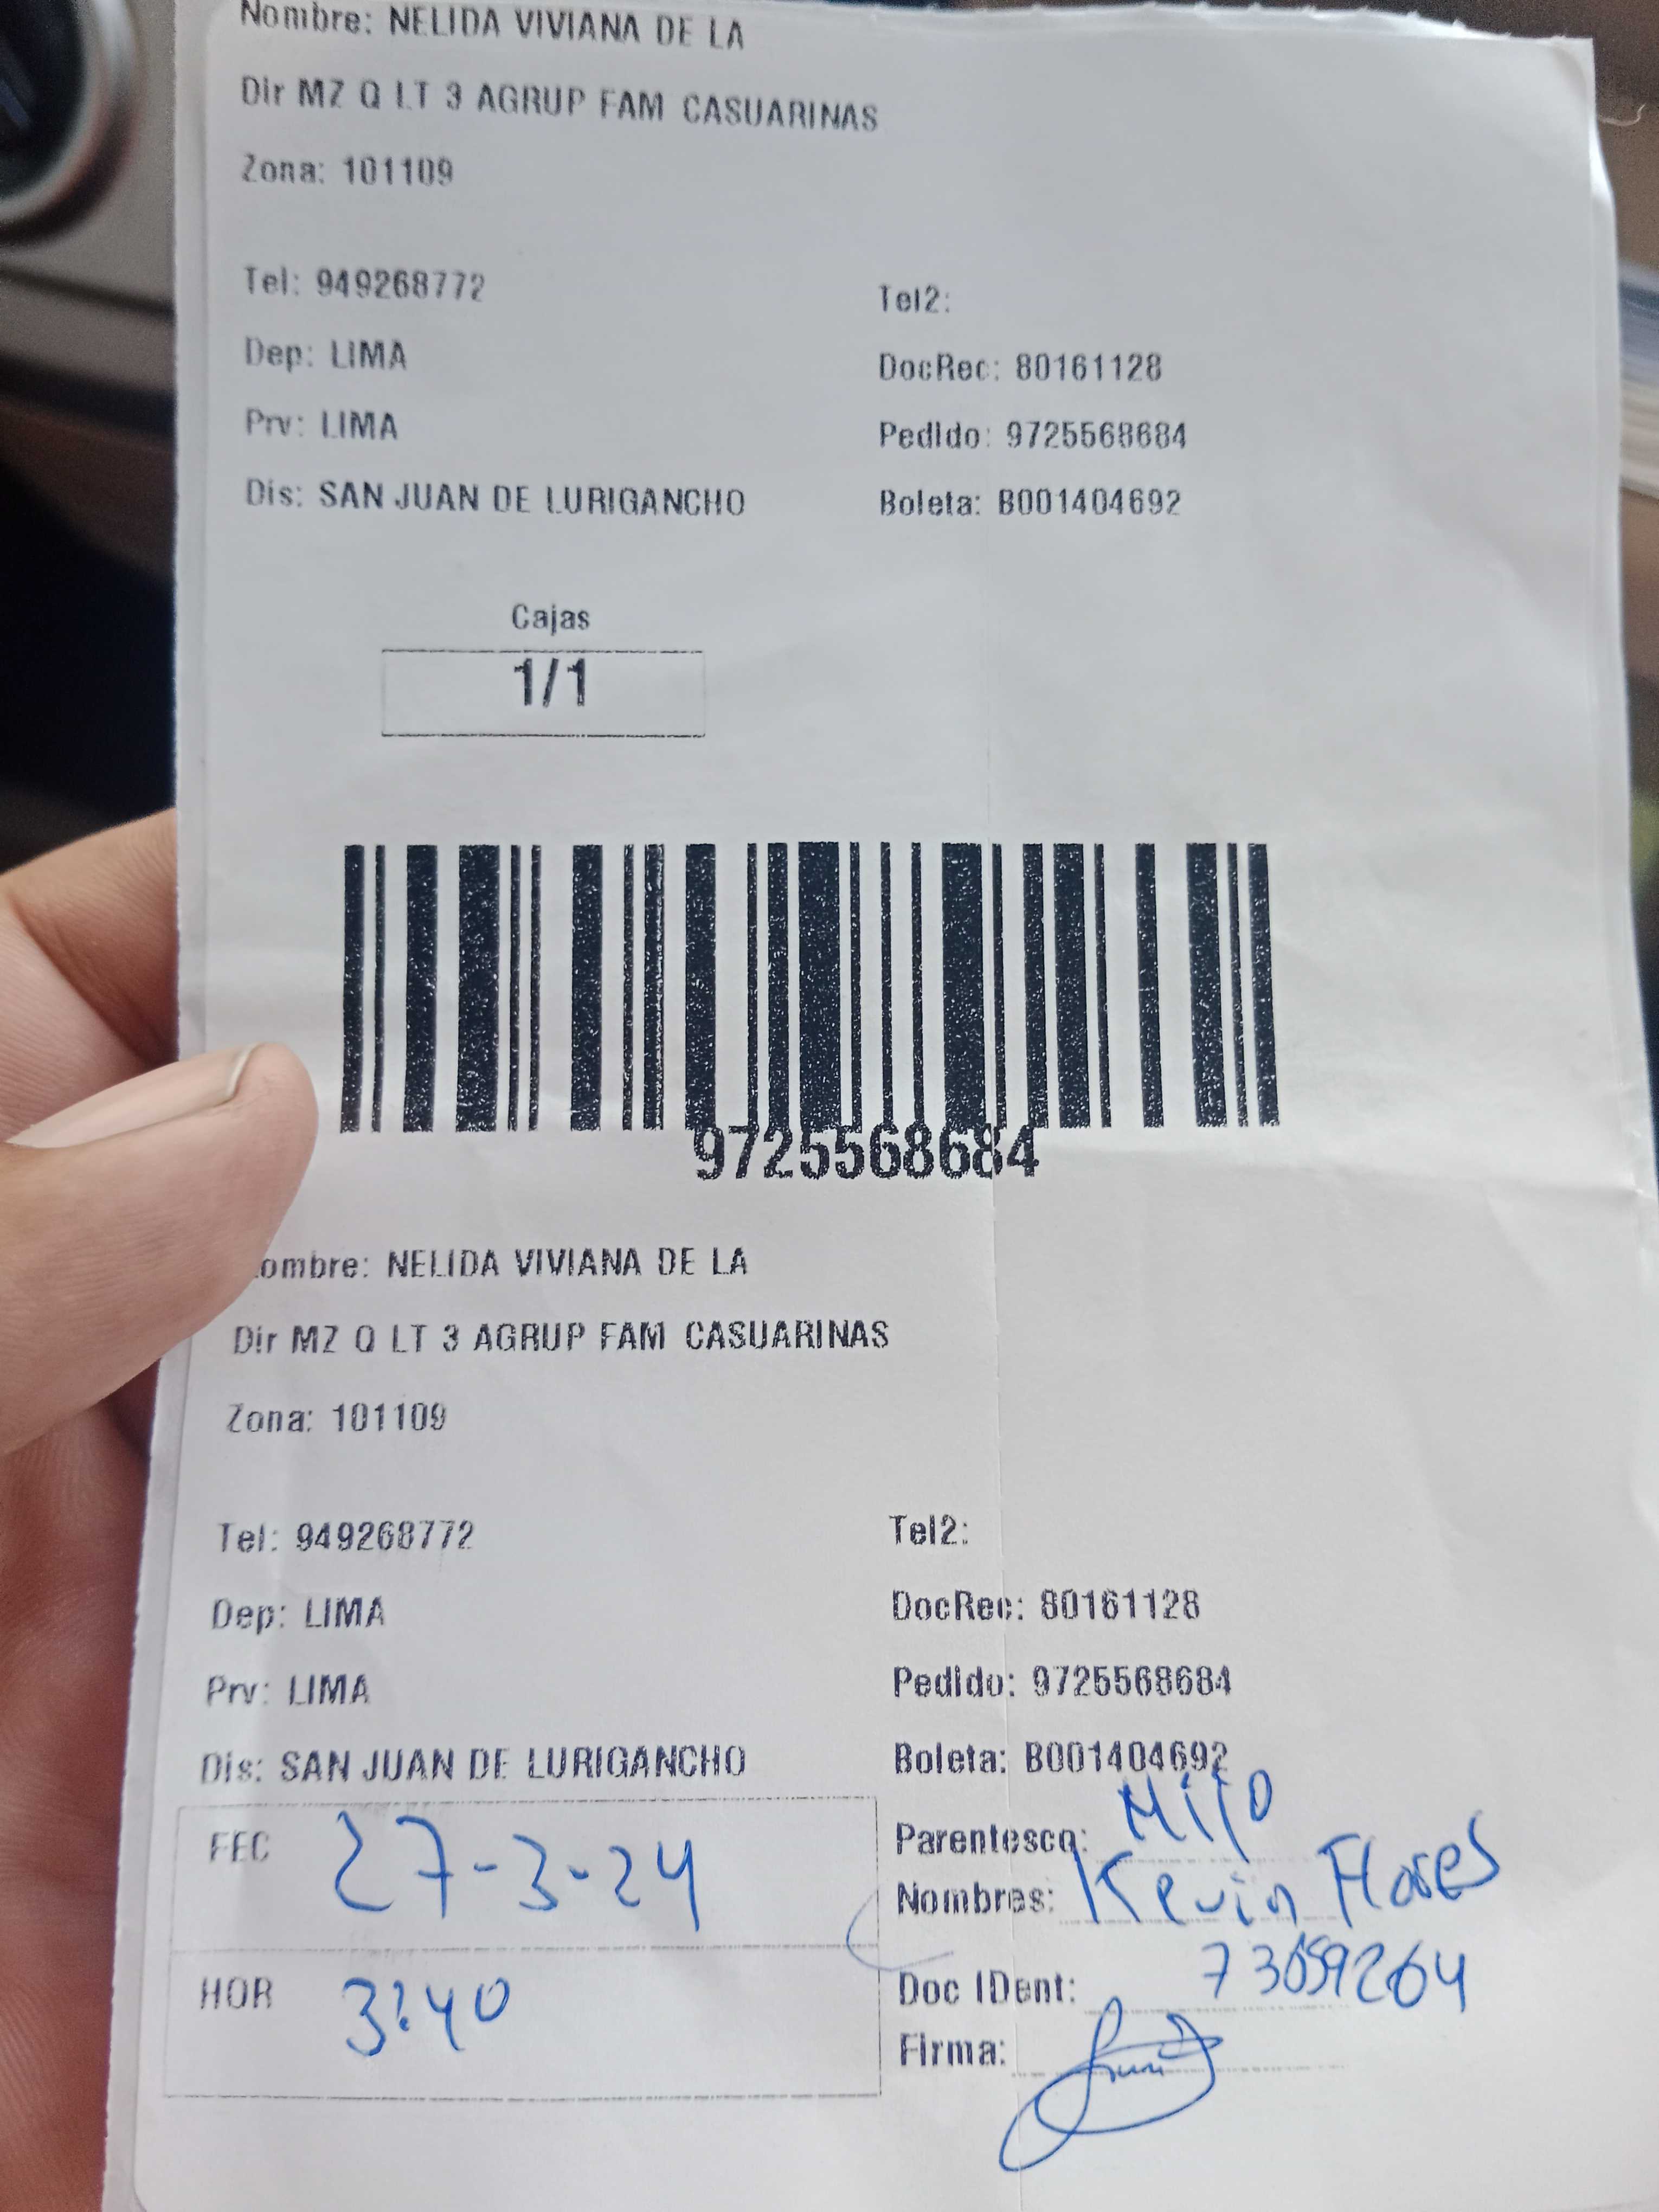 Nombre: NELIDA VIVIANA DE LA
Dir MZ Q LT 3 AGRUP FAM CASUARINAS
Zona: 101109
Tel: 949268772 Tel2:
Dep: LIMA DocRec: 80161128
Prv: LIMA Pedido: 9725568684
Dis: SAN JUAN DE LURIGANCHO Boleta: B001404692
Cajas
1/1
9725568684
ombre: NELIDA VIVIANA DE LA
Dir MZ Q LT 3 AGRUP FAM CASUARINAS
Zona: 101109
Tel: 949268772 Tel2:
Dep: LIMA DocRec: 80161128
Prv: LIMA Pedido: 9725568684
Dis: SAN JUAN DE LURIGANCHO Boleta: B001404692
FEC 27-3-24
Parentesco: Hijo
Nombres: Kevin Flores
HOR 3:40
Doc IDent: 73059264
Firma: